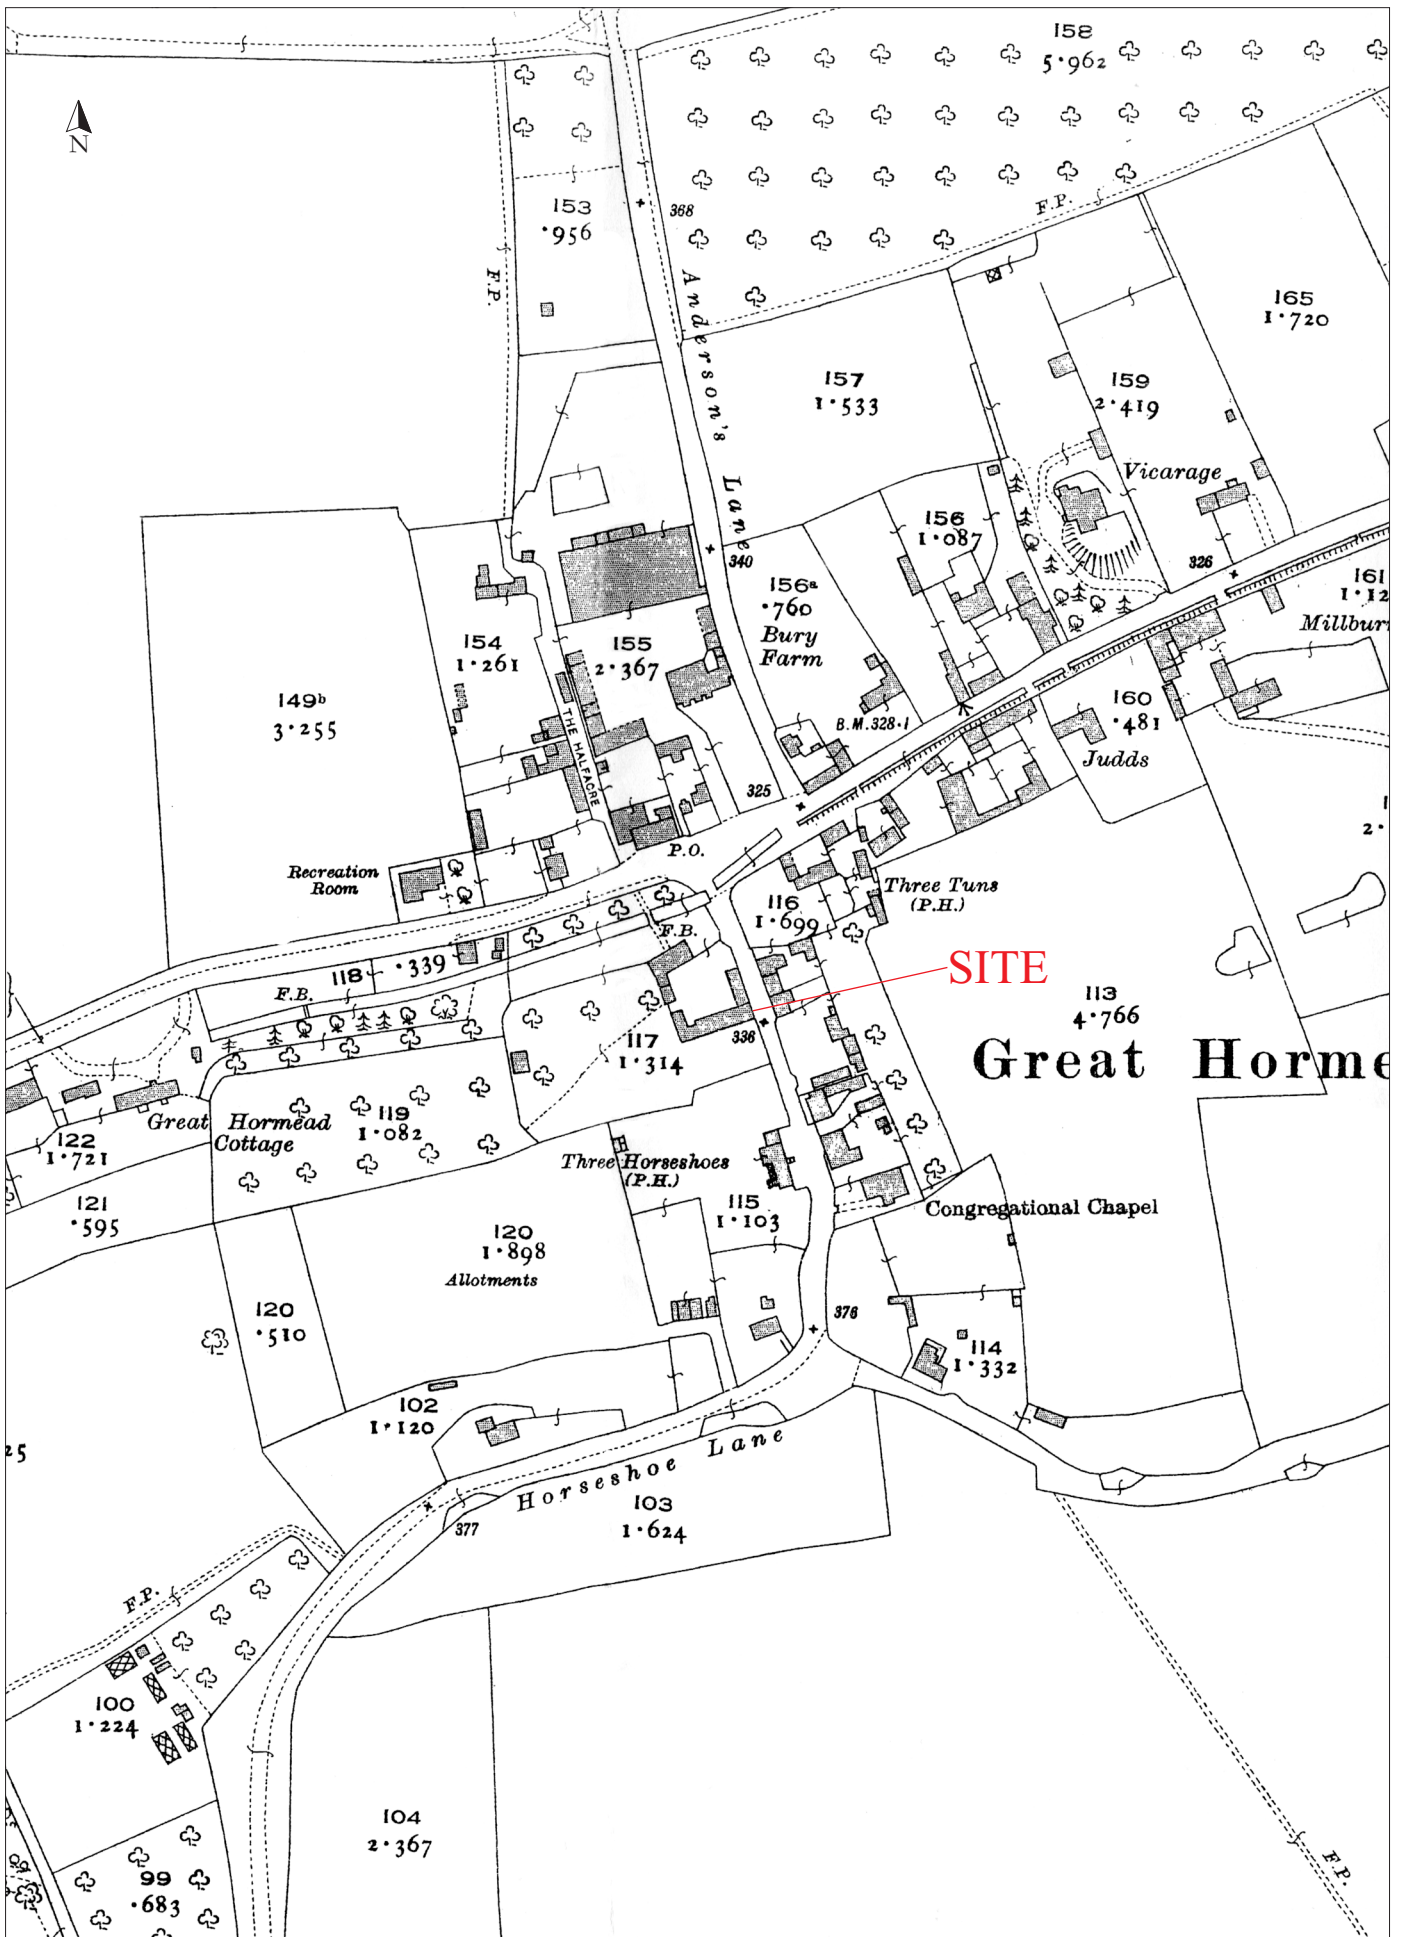 158
5·962
N
153
·956
368
F.P.
F.P.
Anderson's Lane
165
1·720
157
1·533
159
2·419
Vicarage
156
1·087
340
326
161
156ª
·760
Bury
Farm
154
1·261
155
2·367
149ᵇ
3·255
THE HALFACRE
B.M.328·1
160
·481
Judds
325
P.O.
Recreation
Room
Three Tuns
(P.H.)
116
1·699
F.B.
118
·339
F.B.
SITE
113
4·766
336
117
1·314
Great Horme
Great Hormead
Cottage
119
1·082
122
1·721
121
·595
Three Horseshoes
(P.H.)
115
1·103
Congregational Chapel
120
1·898
Allotments
120
·510
376
114
1·332
102
1·120
25
Horseshoe Lane
103
1·624
377
F.P.
100
1·224
104
2·367
99
·683
F.P.